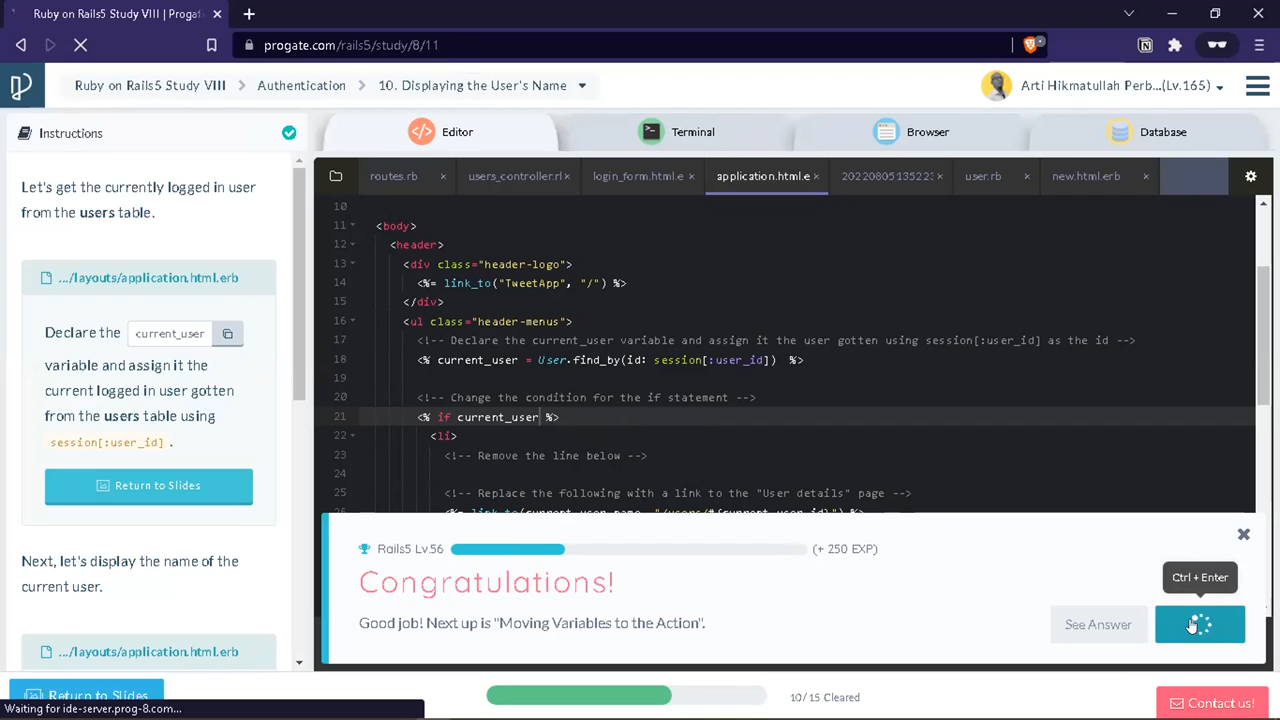 Ruby on Rails5 Study VIII | Progat
progate.com/rails5/study/8/11
Ruby on Rails5 Study VIII
Authentication
10. Displaying the User's Name
Arti Hikmatullah Perb...(Lv.165)
Instructions
Editor
Terminal
Browser
Database
Let's get the currently logged in user
from the users table.
.../layouts/application.html.erb
Declare the current_user
variable and assign it the
current logged in user gotten
from the users table using
session[:user_id] .
Return to Slides
Next, let's display the name of the
current user.
.../layouts/application.html.erb
Return to Slides
routes.rb ×
users_controller.rl ×
login_form.html.e ×
application.html.e ×
20220805135223 ×
user.rb ×
new.html.erb ×
10
11 <body>
12 <header>
13 <div class="header-logo">
14 <%= link_to("TweetApp", "/") %>
15 </div>
16 <ul class="header-menus">
17 <!-- Declare the current_user variable and assign it the user gotten using session[:user_id] as the id -->
18 <% current_user = User.find_by(id: session[:user_id]) %>
19
20 <!-- Change the condition for the if statement -->
21 <% if current_user %>
22 <li>
23 <!-- Remove the line below -->
24
25 <!-- Replace the following with a link to the "User details" page -->
<%= link_to(current_user.name, "/users/#{current_user.id}") %>
Rails5 Lv.56
(+ 250 EXP)
Congratulations!
Good job! Next up is "Moving Variables to the Action".
Ctrl + Enter
See Answer
10/15 Cleared
Contact us!
Waiting for ide-sovereign-8.com...